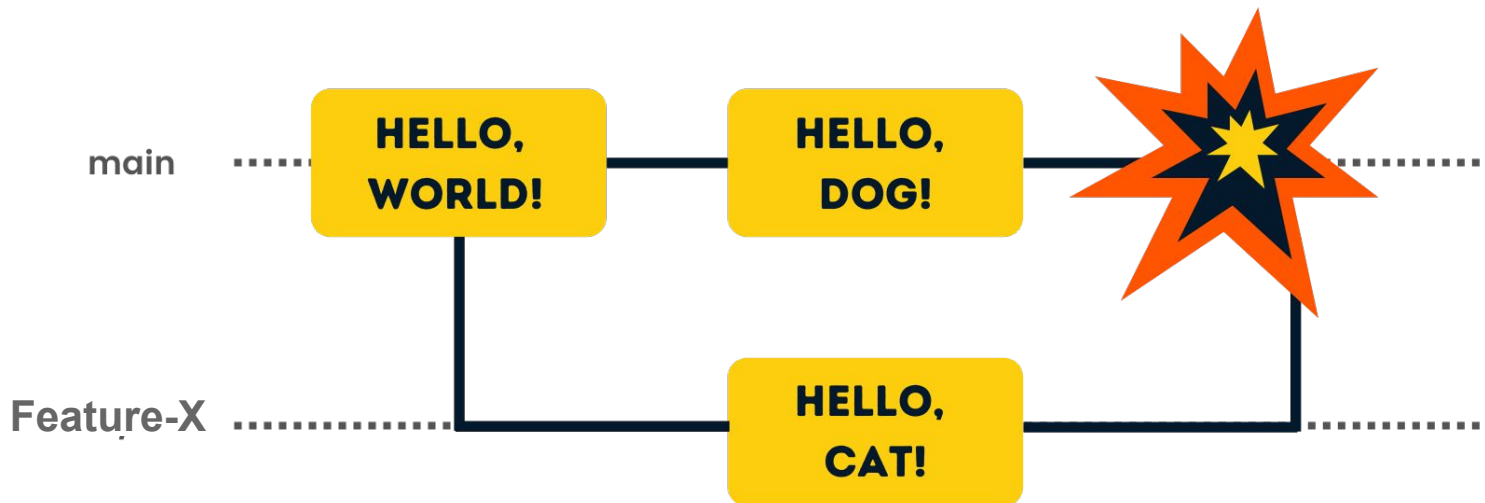 HELLO,
WORLD!
HELLO,
DOG!
main
Feature-X
HELLO,
CAT!